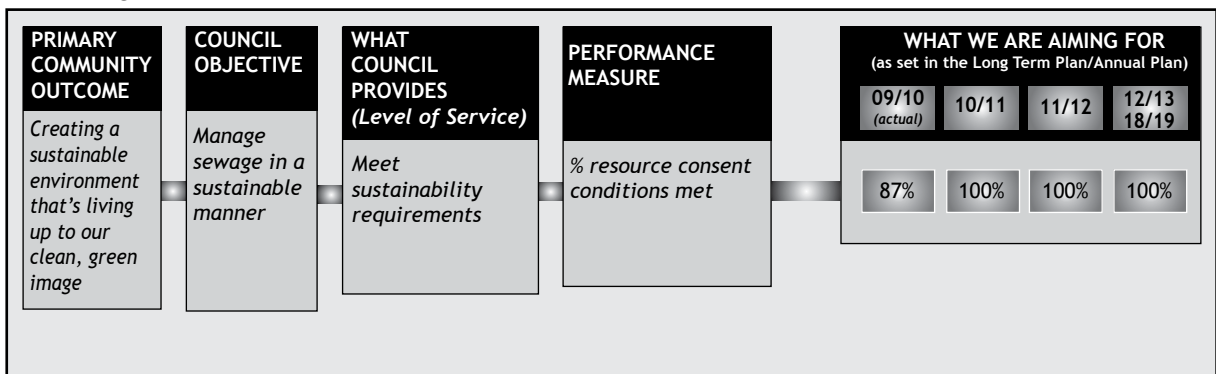 PRIMARY
COMMUNITY
OUTCOME
Creating a
sustainable
environment
that's living
up to our
clean, green
image
COUNCIL
OBJECTIVE
Manage
sewage in a
sustainable
manner
WHAT
COUNCIL
PROVIDES
(Level of Service)
Meet
sustainability
requirements
PERFORMANCE
MEASURE
% resource consent
conditions met
WHAT WE ARE AIMING FOR
(as set in the Long Term Plan/Annual Plan)
09/10
(actual)
10/11
11/12
12/13
18/19
87%
100%
100%
100%